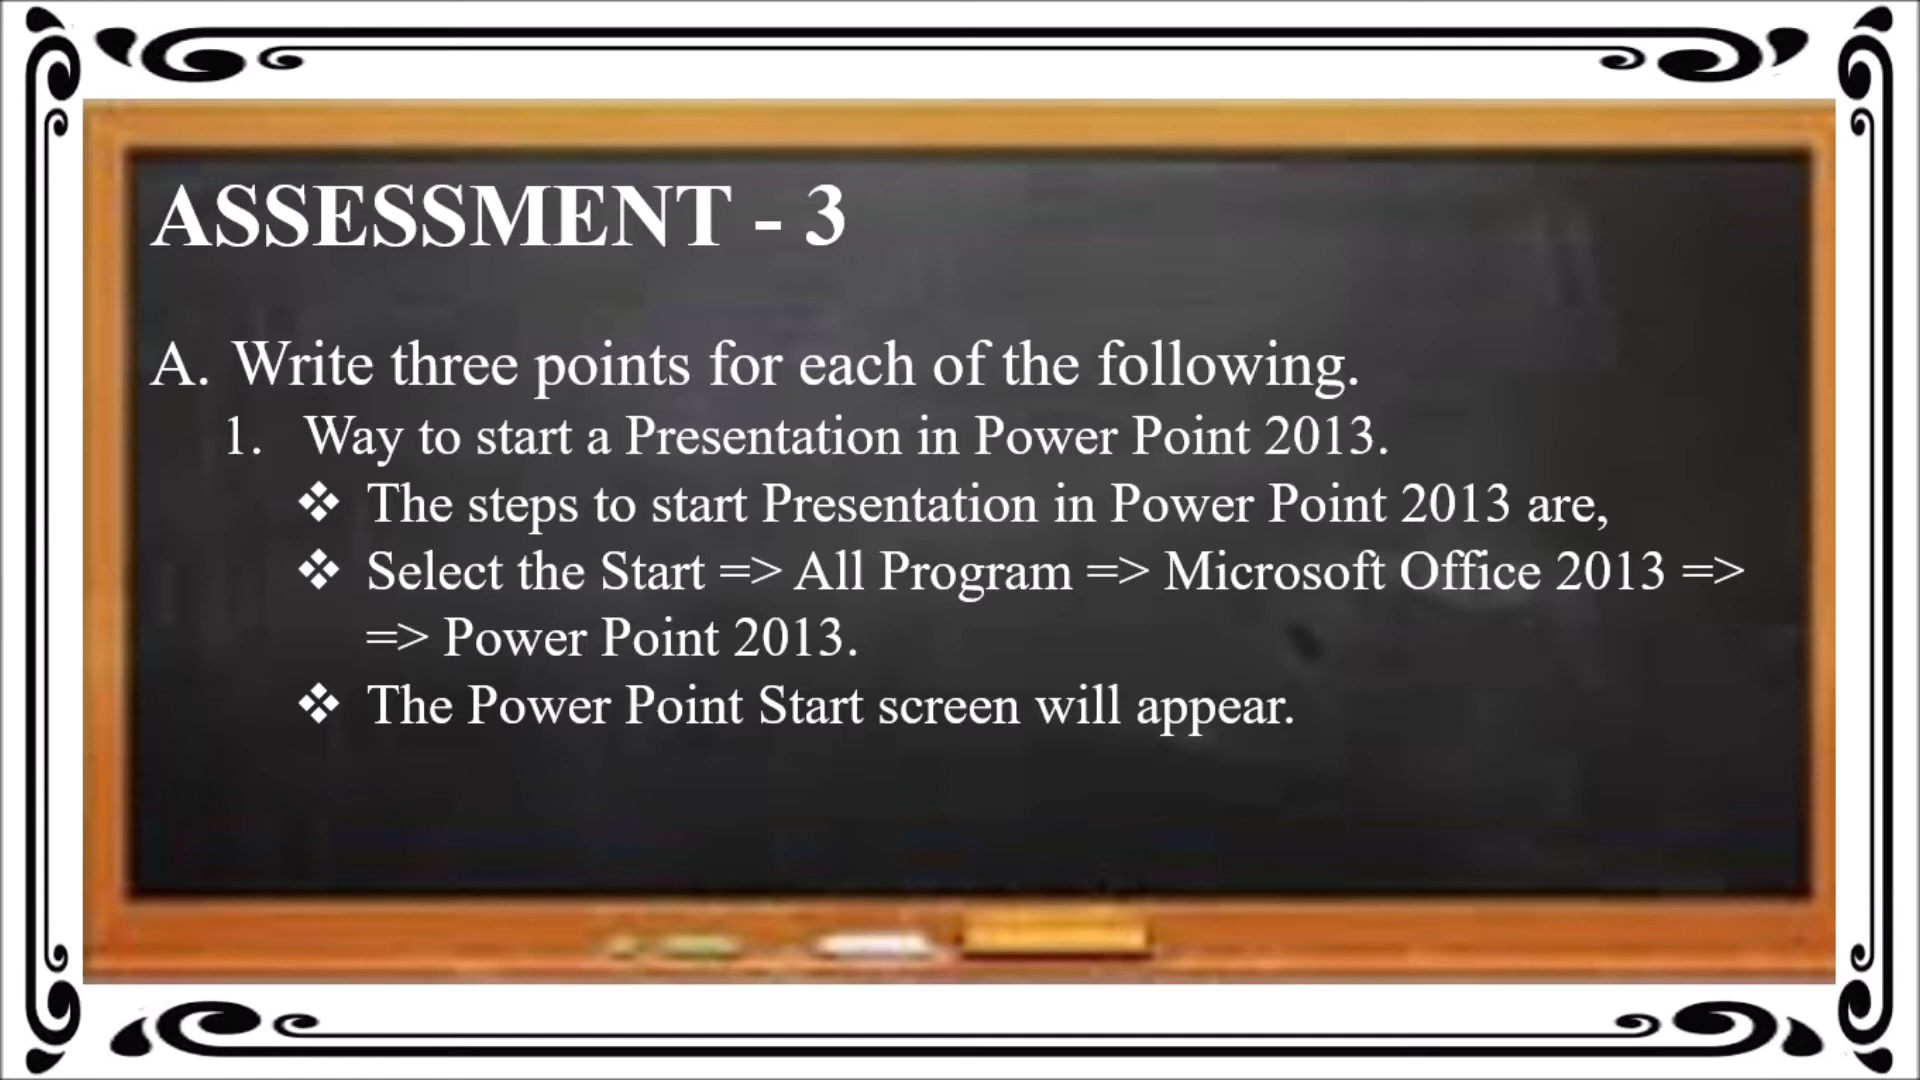 ASSESSMENT - 3
A. Write three points for each of the following.
1. Way to start a Presentation in Power Point 2013.
❖ The steps to start Presentation in Power Point 2013 are,
❖ Select the Start => All Program => Microsoft Office 2013 =>
=> Power Point 2013.
❖ The Power Point Start screen will appear.